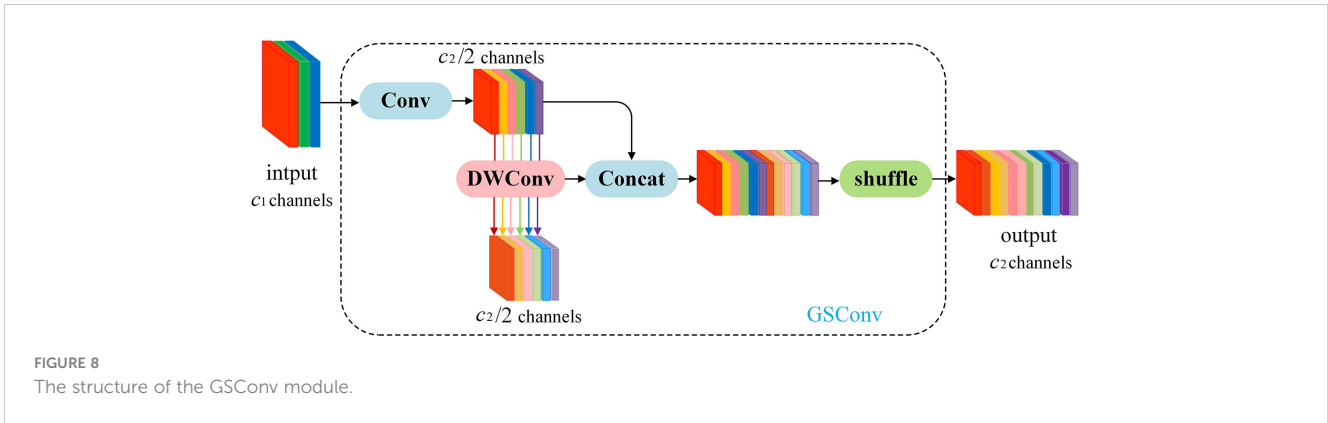 c2/2 channels
Conv
intput
c1 channels
DWConv
Concat
shuffle
output
c2 channels
c2/2 channels
GSConv
FIGURE 8
The structure of the GSConv module.